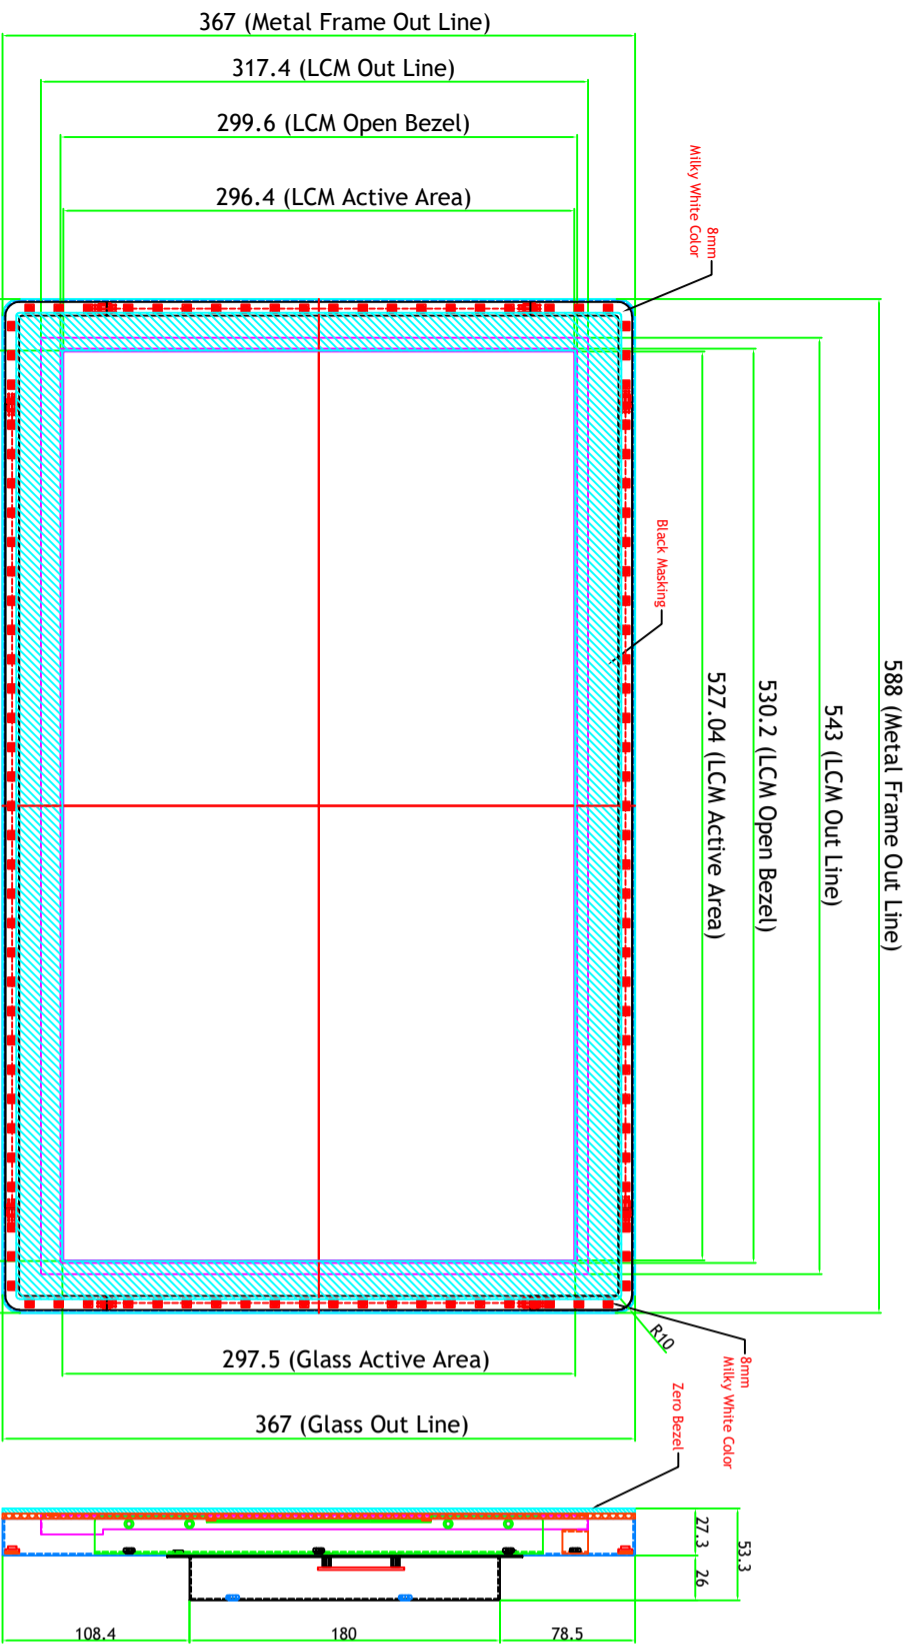 367 (Metal Frame Out Line)
317.4 (LCM Out Line)
299.6 (LCM Open Bezel)
296.4 (LCM Active Area)
8mm
Milky White Color
Black Masking
588 (Metal Frame Out Line)
543 (LCM Out Line)
530.2 (LCM Open Bezel)
527.04 (LCM Active Area)
R10
297.5 (Glass Active Area)
8mm
Milky White Color
367 (Glass Out Line)
Zero Bezel
27.3
53.3
26
108.4
180
78.5